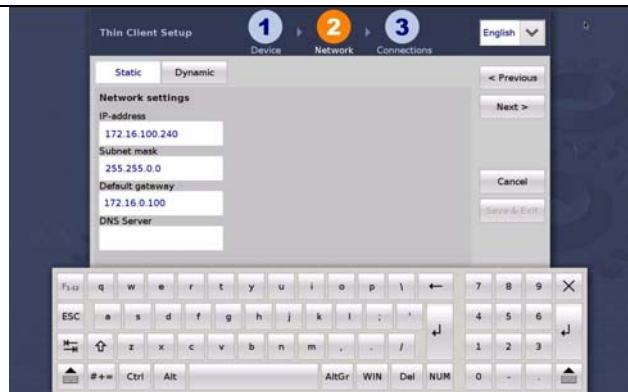 Thin Client Setup
1 2 3
Device Network Connections
English
Static Dynamic
Network settings
IP-address
172.16.100.240
Subnet mask
255.255.0.0
Default gateway
172.16.0.100
DNS Server
< Previous
Next >
Cancel
Save & Exit
F1-12 q w e r t y u i o p \ ← 7 8 9 X
ESC a s d f g h j k l ; ' 4 5 6
z x c v b n m , . / 1 2 3
#+= Ctrl Alt AltGr WIN Del NUM 0 - .